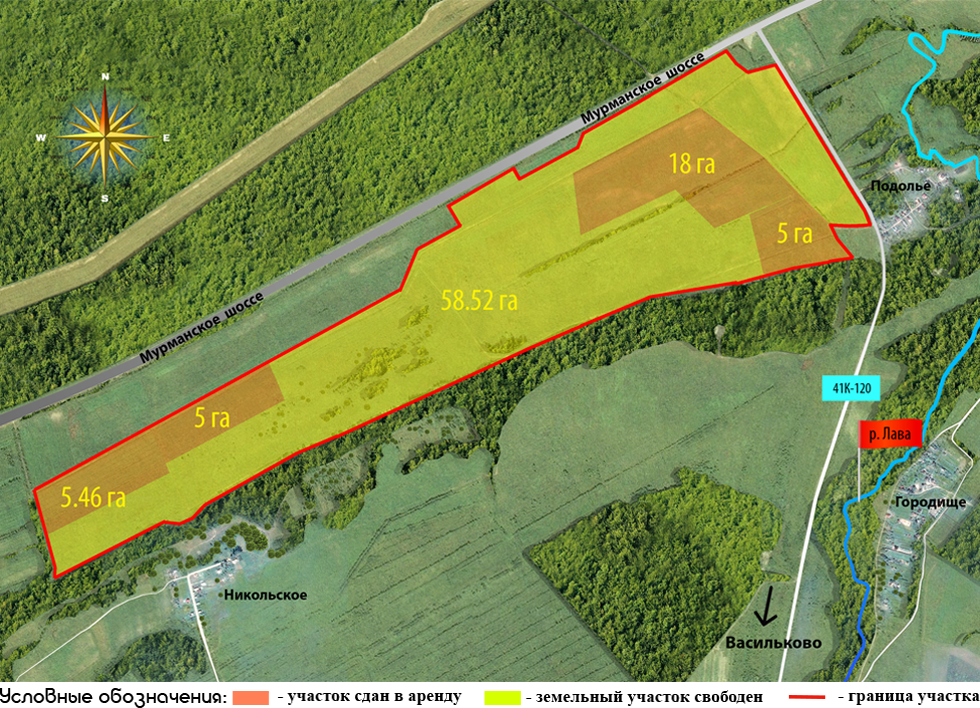 N
W
E
S
Мурманское шоссе
18 га
Подолье
5 га
58.52 га
Мурманское шоссе
41К-120
5 га
р. Лава
5.46 га
Городище
Никольское
Васильково
Условные обозначения: - участок сдан в аренду - земельный участок свободен - граница участка